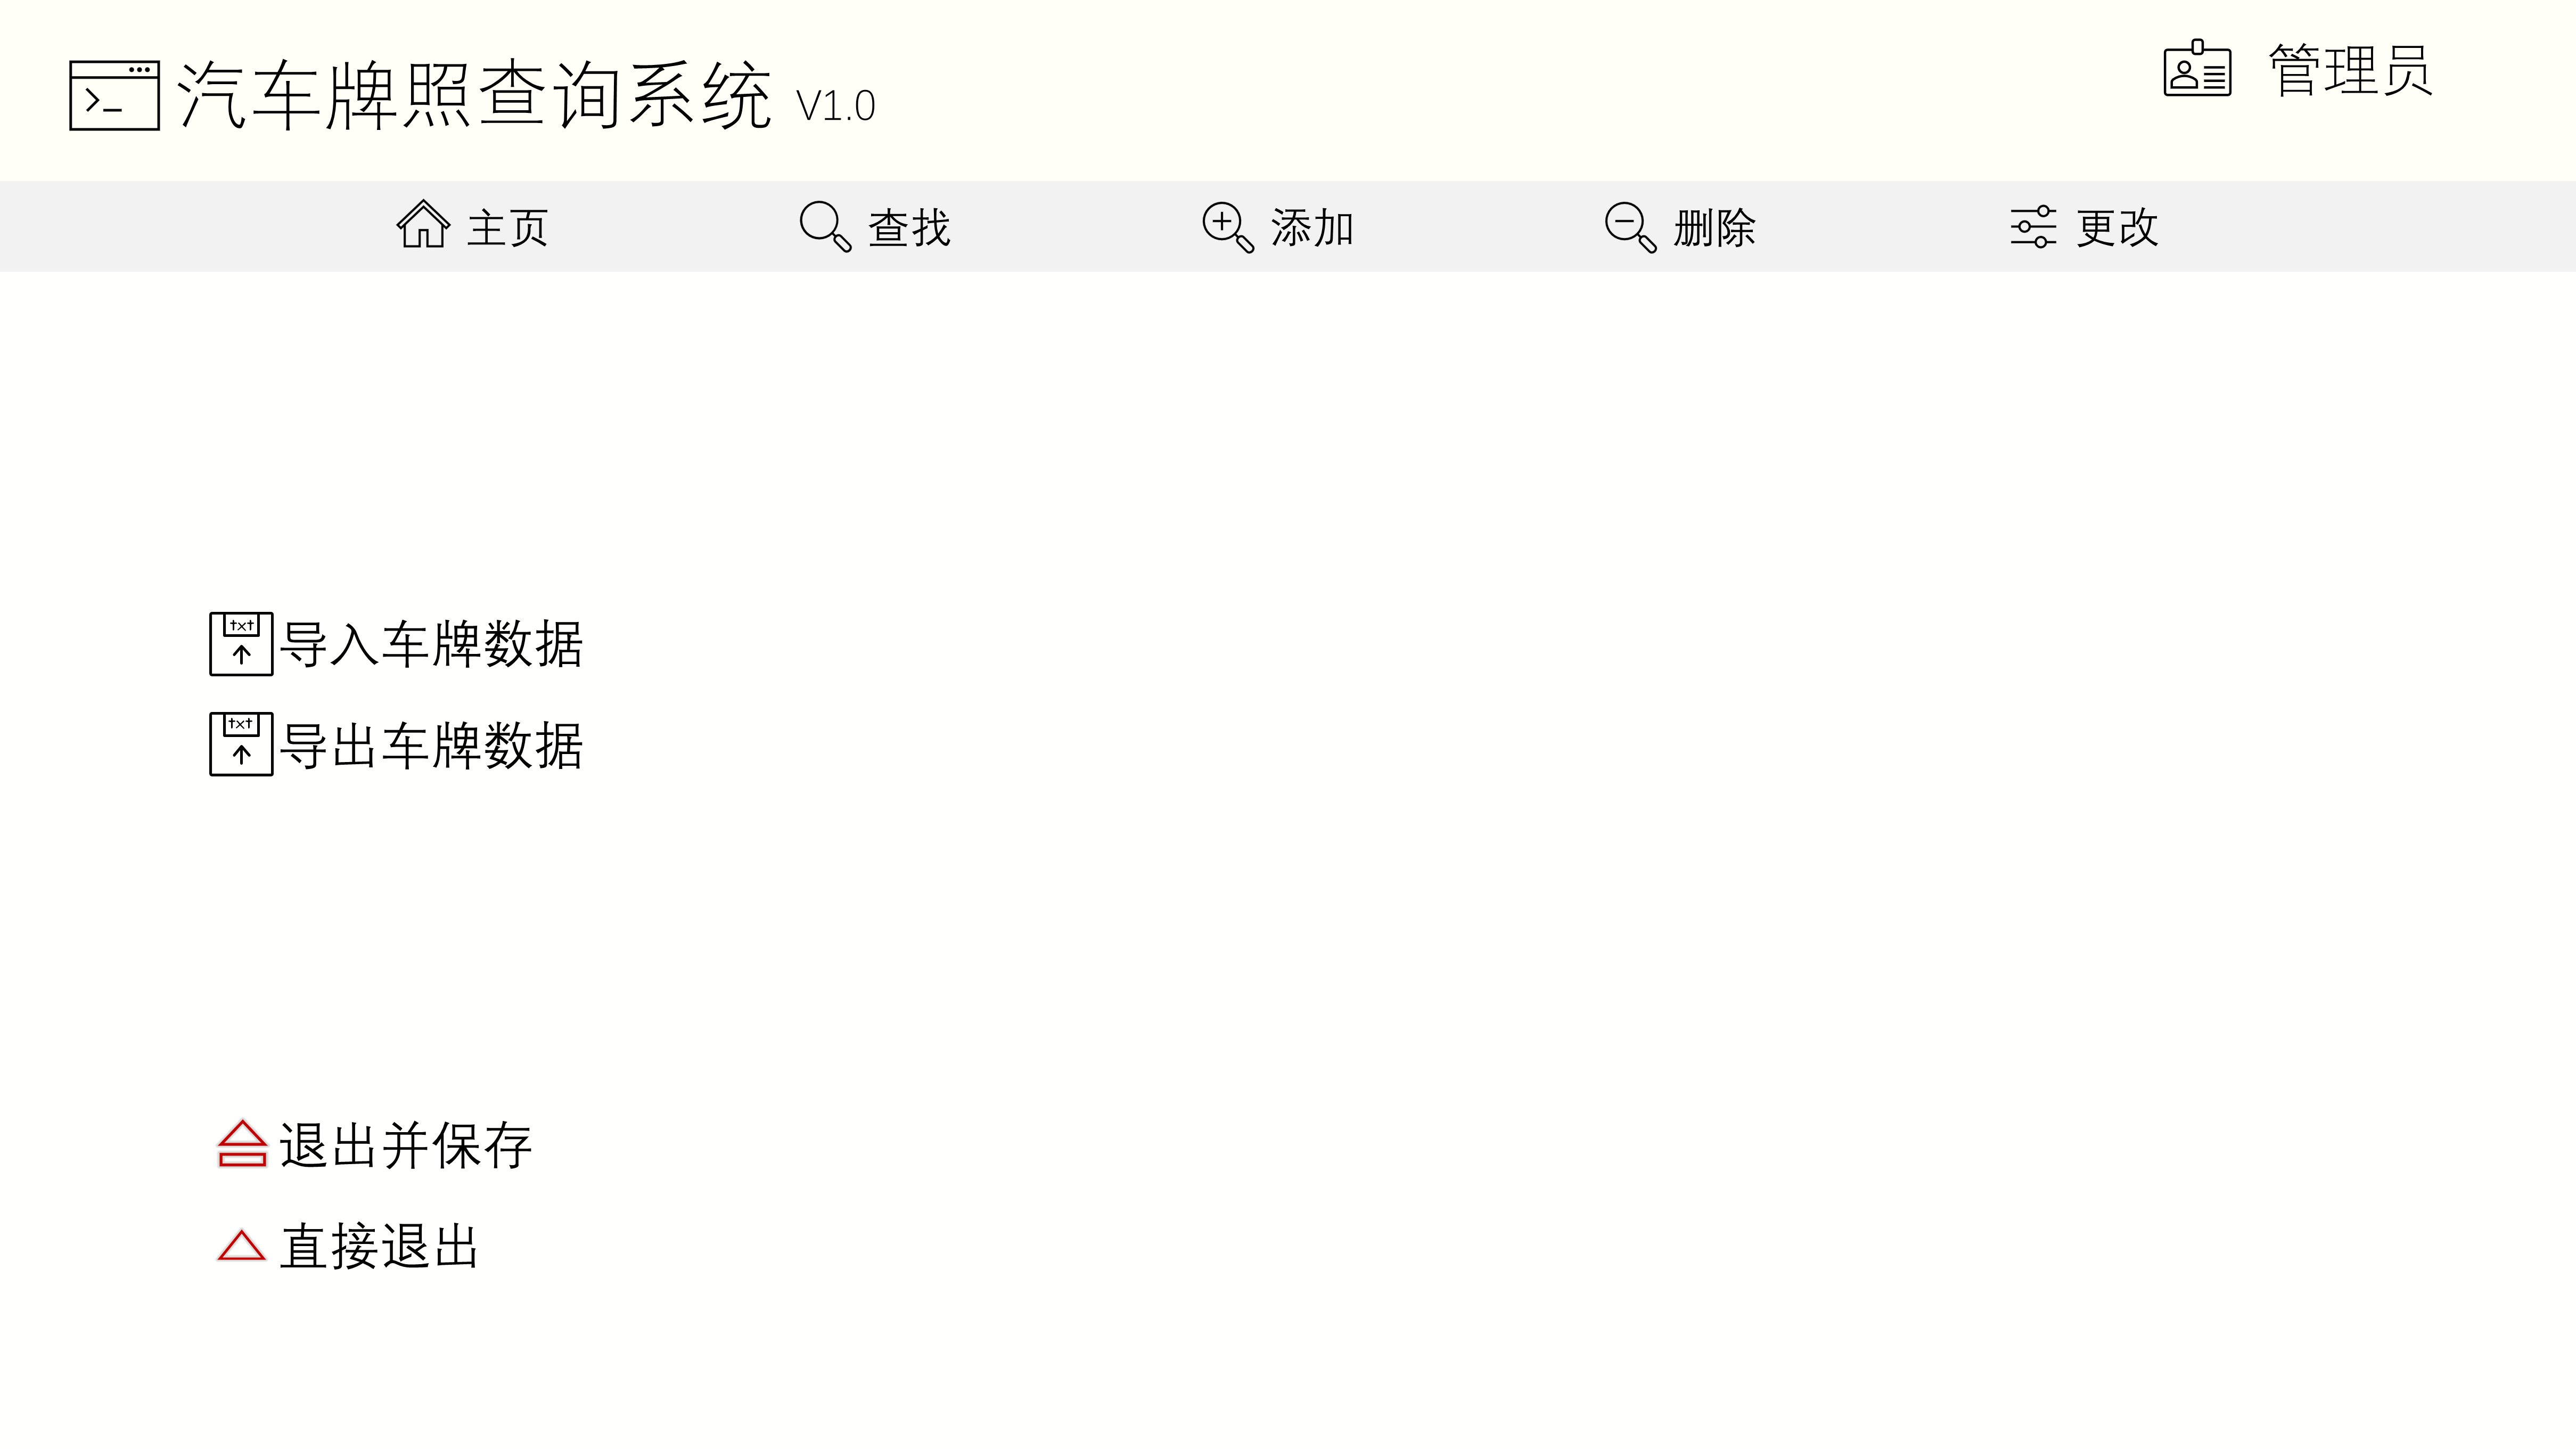 汽车牌照查询系统 V1.0
管理员
主页 查找 添加 删除 更改
txt
导入车牌数据
txt
导出车牌数据
退出并保存
直接退出